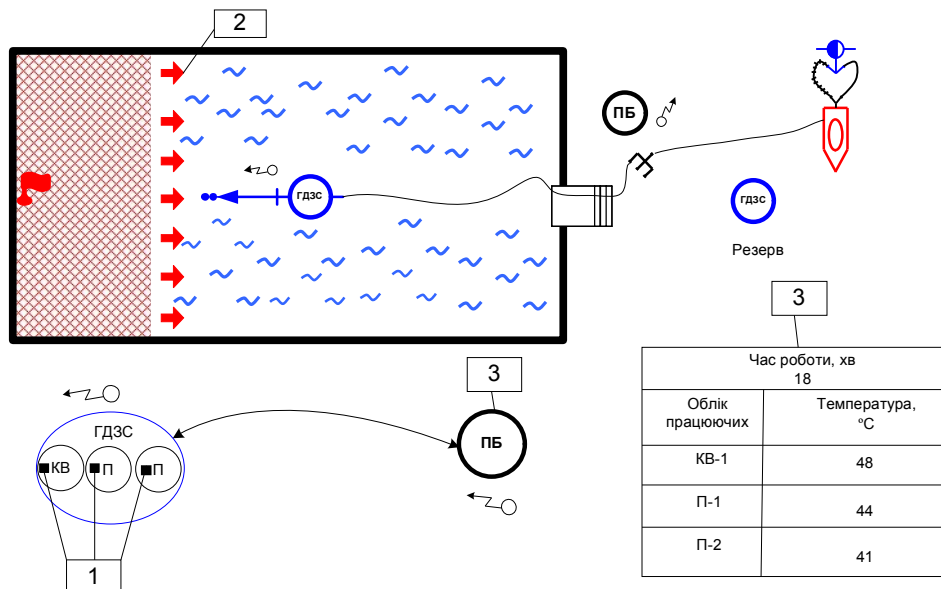 2
ПБ
ГДЗС
ГДЗС
Резерв
3
Час роботи, хв
18
Облік працюючих
Температура, °С
КВ-1
48
П-1
44
П-2
41
3
ПБ
ГДЗС
КВ
П
П
1